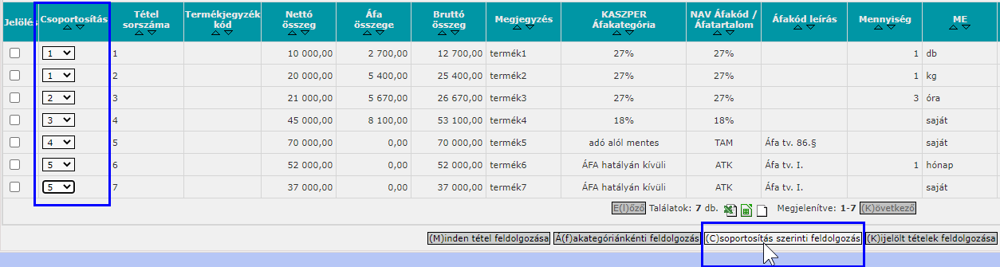 Jelölés Csoportosítás Tétel sorszáma Termékjegyzék kód Nettó összeg Áfa összege Bruttó összeg Megjegyzés KASZPER Áfakategória NAV Áfakód / Áfatartalom Áfakód leírás Mennyiség ME
1 1 10 000,00 2 700,00 12 700,00 termék1 27% 27% 1 db
1 2 20 000,00 5 400,00 25 400,00 termék2 27% 27% 1 kg
2 3 21 000,00 5 670,00 26 670,00 termék3 27% 27% 3 óra
3 4 45 000,00 8 100,00 53 100,00 termék4 18% 18% saját
4 5 70 000,00 0,00 70 000,00 termék5 adó alól mentes TAM Áfa tv. 86.§ saját
5 6 52 000,00 0,00 52 000,00 termék6 ÁFA hatályán kívüli ATK Áfa tv. I. 1 hónap
5 7 37 000,00 0,00 37 000,00 termék7 ÁFA hatályán kívüli ATK Áfa tv. I. saját
E(l)őző Találatok: 7 db. Megjelenítve: 1-7 (K)övetkező
(M)inden tétel feldolgozása Á(f)akategóriánkénti feldolgozás (C)soportosítás szerinti feldolgozás (K)ijelölt tételek feldolgozása